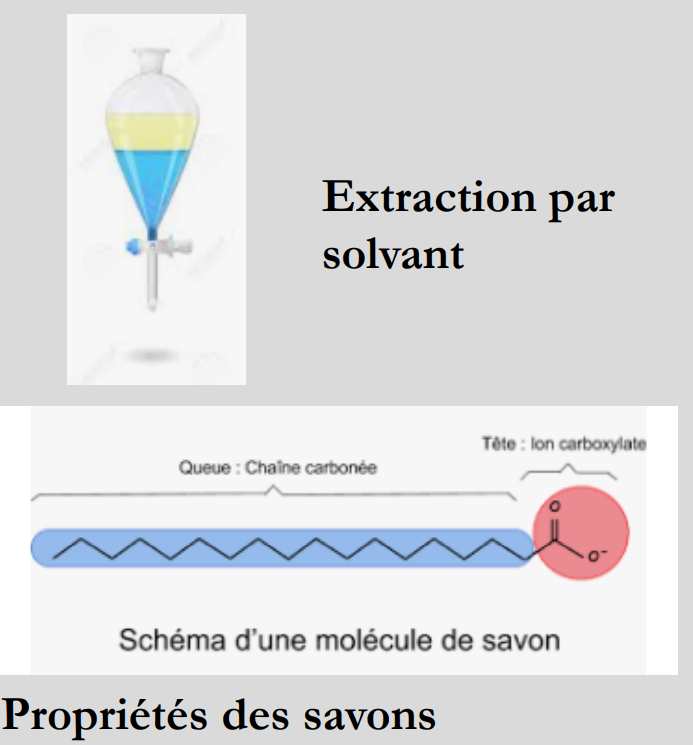 Extraction par
solvant
Tête : Ion carboxylate
Queue : Chaîne carbonée
O
O⁻
Schéma d'une molécule de savon
Propriétés des savons